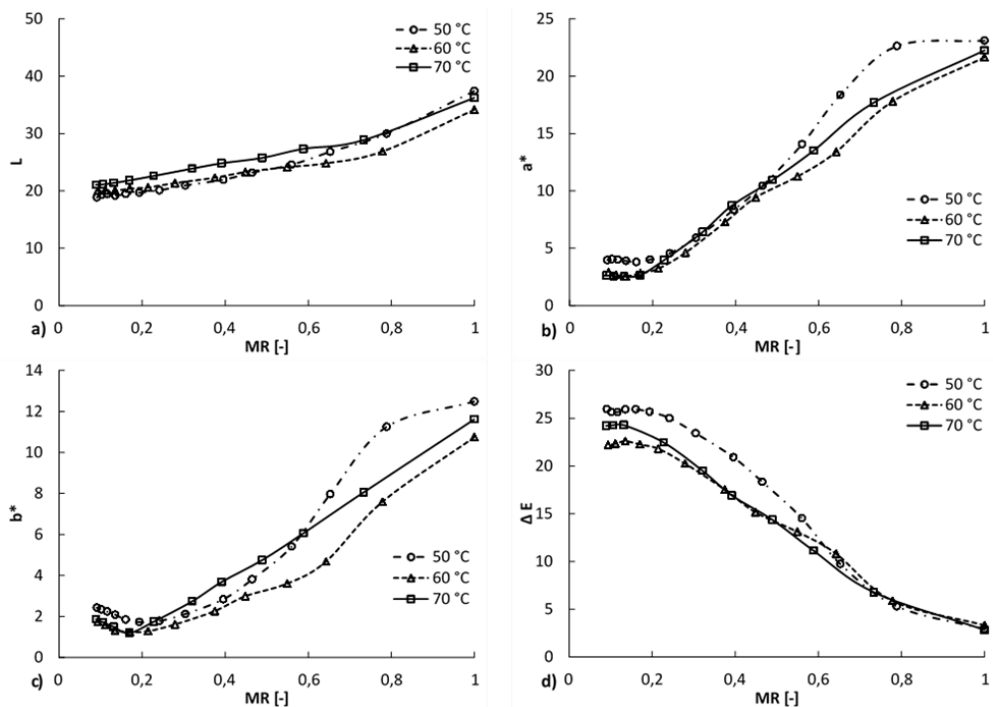 50
40
30
20
10
0
L
50 °C
60 °C
70 °C
0 0,2 0,4 0,6 0,8 1
a) MR [-]
25
20
15
10
5
0
a*
50 °C
60 °C
70 °C
0 0,2 0,4 0,6 0,8 1
b) MR [-]
14
12
10
8
6
4
2
0
b*
50 °C
60 °C
70 °C
0 0,2 0,4 0,6 0,8 1
c) MR [-]
30
25
20
15
10
5
0
Δ E
50 °C
60 °C
70 °C
0 0,2 0,4 0,6 0,8 1
d) MR [-]